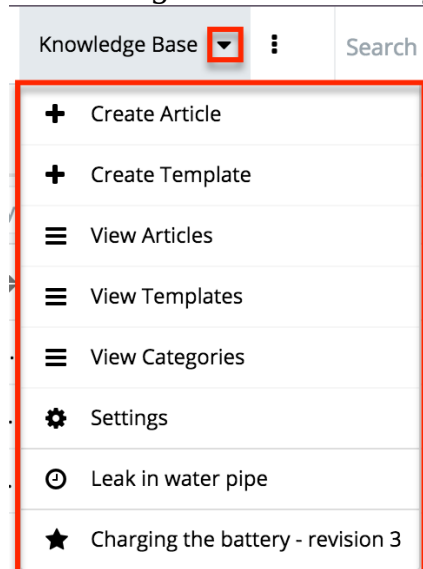 Knowledge Base
Search
Create Article
Create Template
View Articles
View Templates
View Categories
Settings
Leak in water pipe
Charging the battery - revision 3